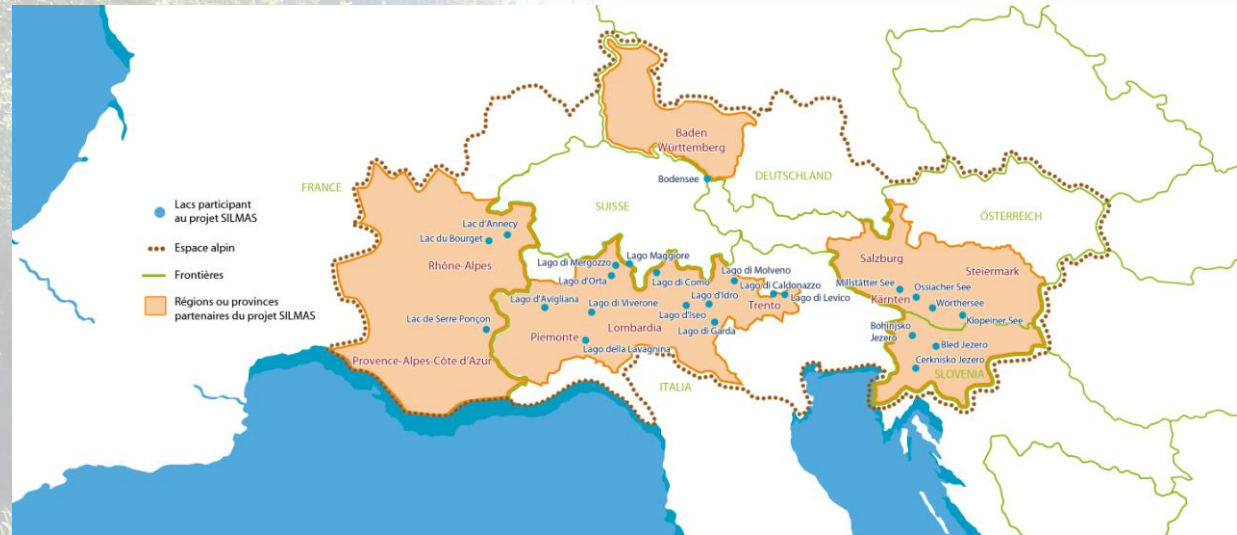 Lacs participant
au projet SILMAS
Espace alpin
Frontières
Régions ou provinces
partenaires du projet SILMAS
FRANCE
SUISSE
DEUTSCHLAND
ÖSTERREICH
ITALIA
SLOVENIA
Baden
Württemberg
Bodensee
Lac d'Annecy
Lac du Bourget
Rhône-Alpes
Lac de Serre Ponçon
Provence-Alpes-Côte d'Azur
Lago di Mergozzo
Lago Maggiore
Lago d'Orta
Lago di Como
Lago di Molveno
Lago di Caldonazzo
Lago di Levico
Trento
Lago d'Avigliana
Lago di Viverone
Lago d'Idro
Lago d'Iseo
Lombardia
Lago di Garda
Piemonte
Lago della Lavagnina
Salzburg
Steiermark
Millstätter See
Ossiacher See
Kärnten
Wörthersee
Klopeiner See
Bohinjsko
Jezero
Bled Jezero
Cerknisko Jezero